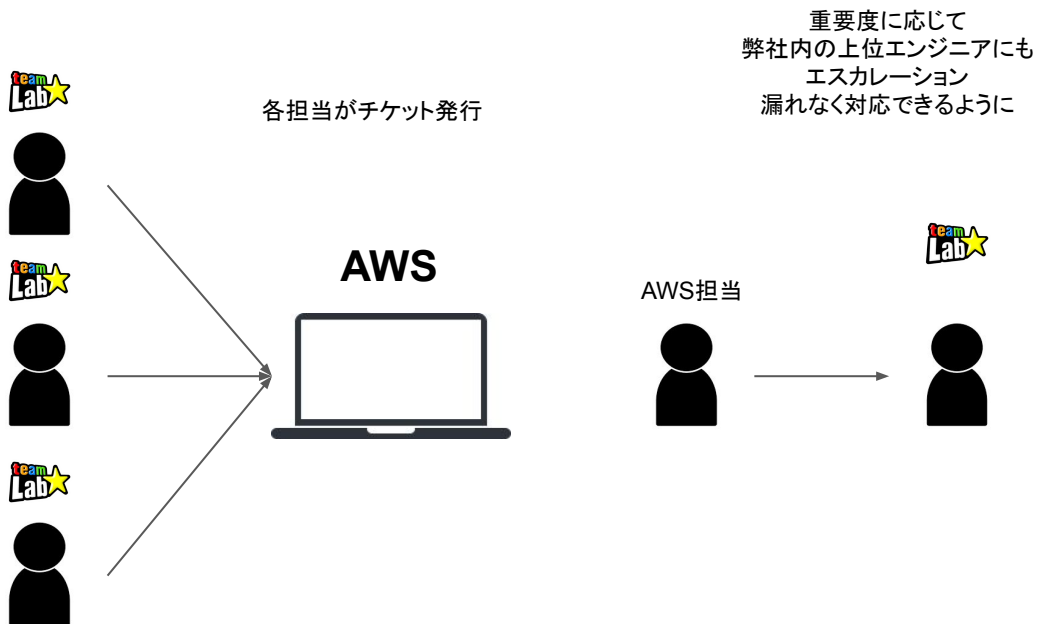 重要度に応じて
弊社内の上位エンジニアにも
エスカレーション
漏れなく対応できるように
team
Lab
各担当がチケット発行
team
Lab
AWS
team
Lab
AWS担当
team
Lab